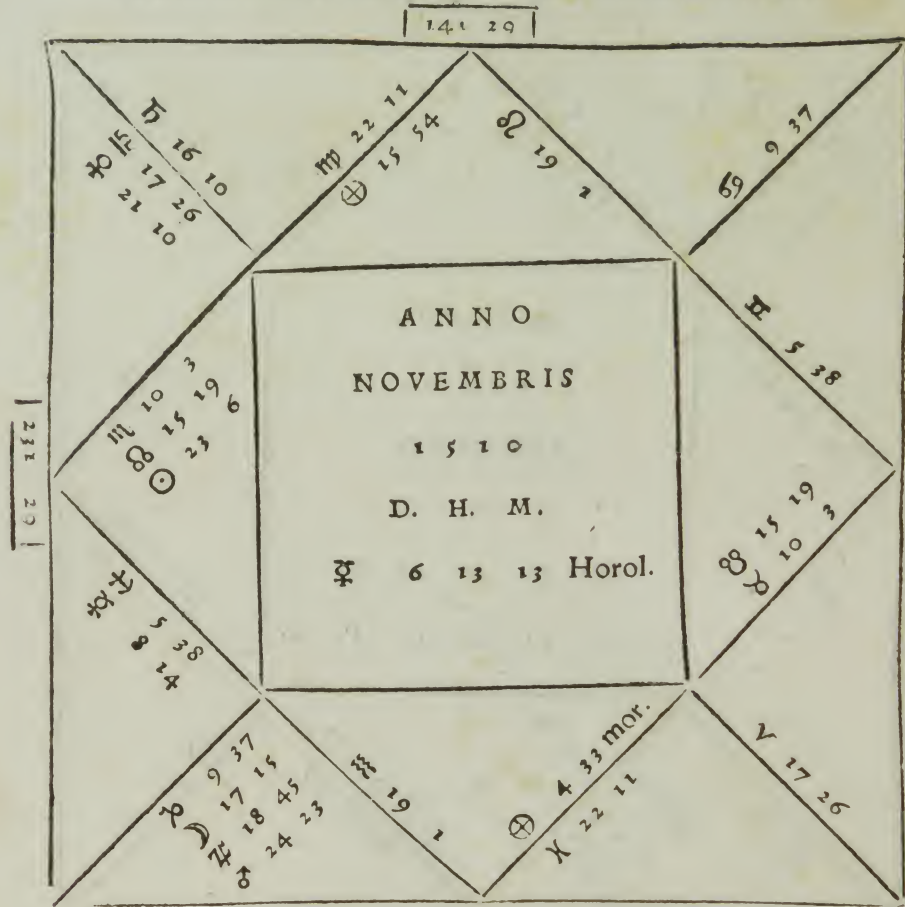 141 29
♄ 16 10
♎ 17 26
♀ 21 10
♍ 22 11
⊕ 15 54
♌ 19 1
♋ 9 37
♊ 5 38
♏ 10 3
☊ 15 19
☉ 23 6
231 29
ANNO
NOVEMBRIS
1510
D. H. M.
☿ 6 13 13 Horol.
☋ 15 19
♉ 10 3
♐ 5 38
☿ 8 14
♑ 9 37
☽ 17 15
♃ 18 45
♂ 24 23
♒ 19 1
⊕ 4 33 mor.
♓ 22 11
♈ 17 26